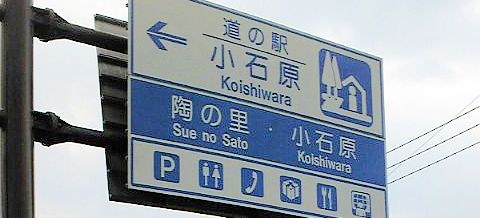 道の駅
小石原
Koishiwara
陶の里・小石原
Sue no Sato Koishiwara
P